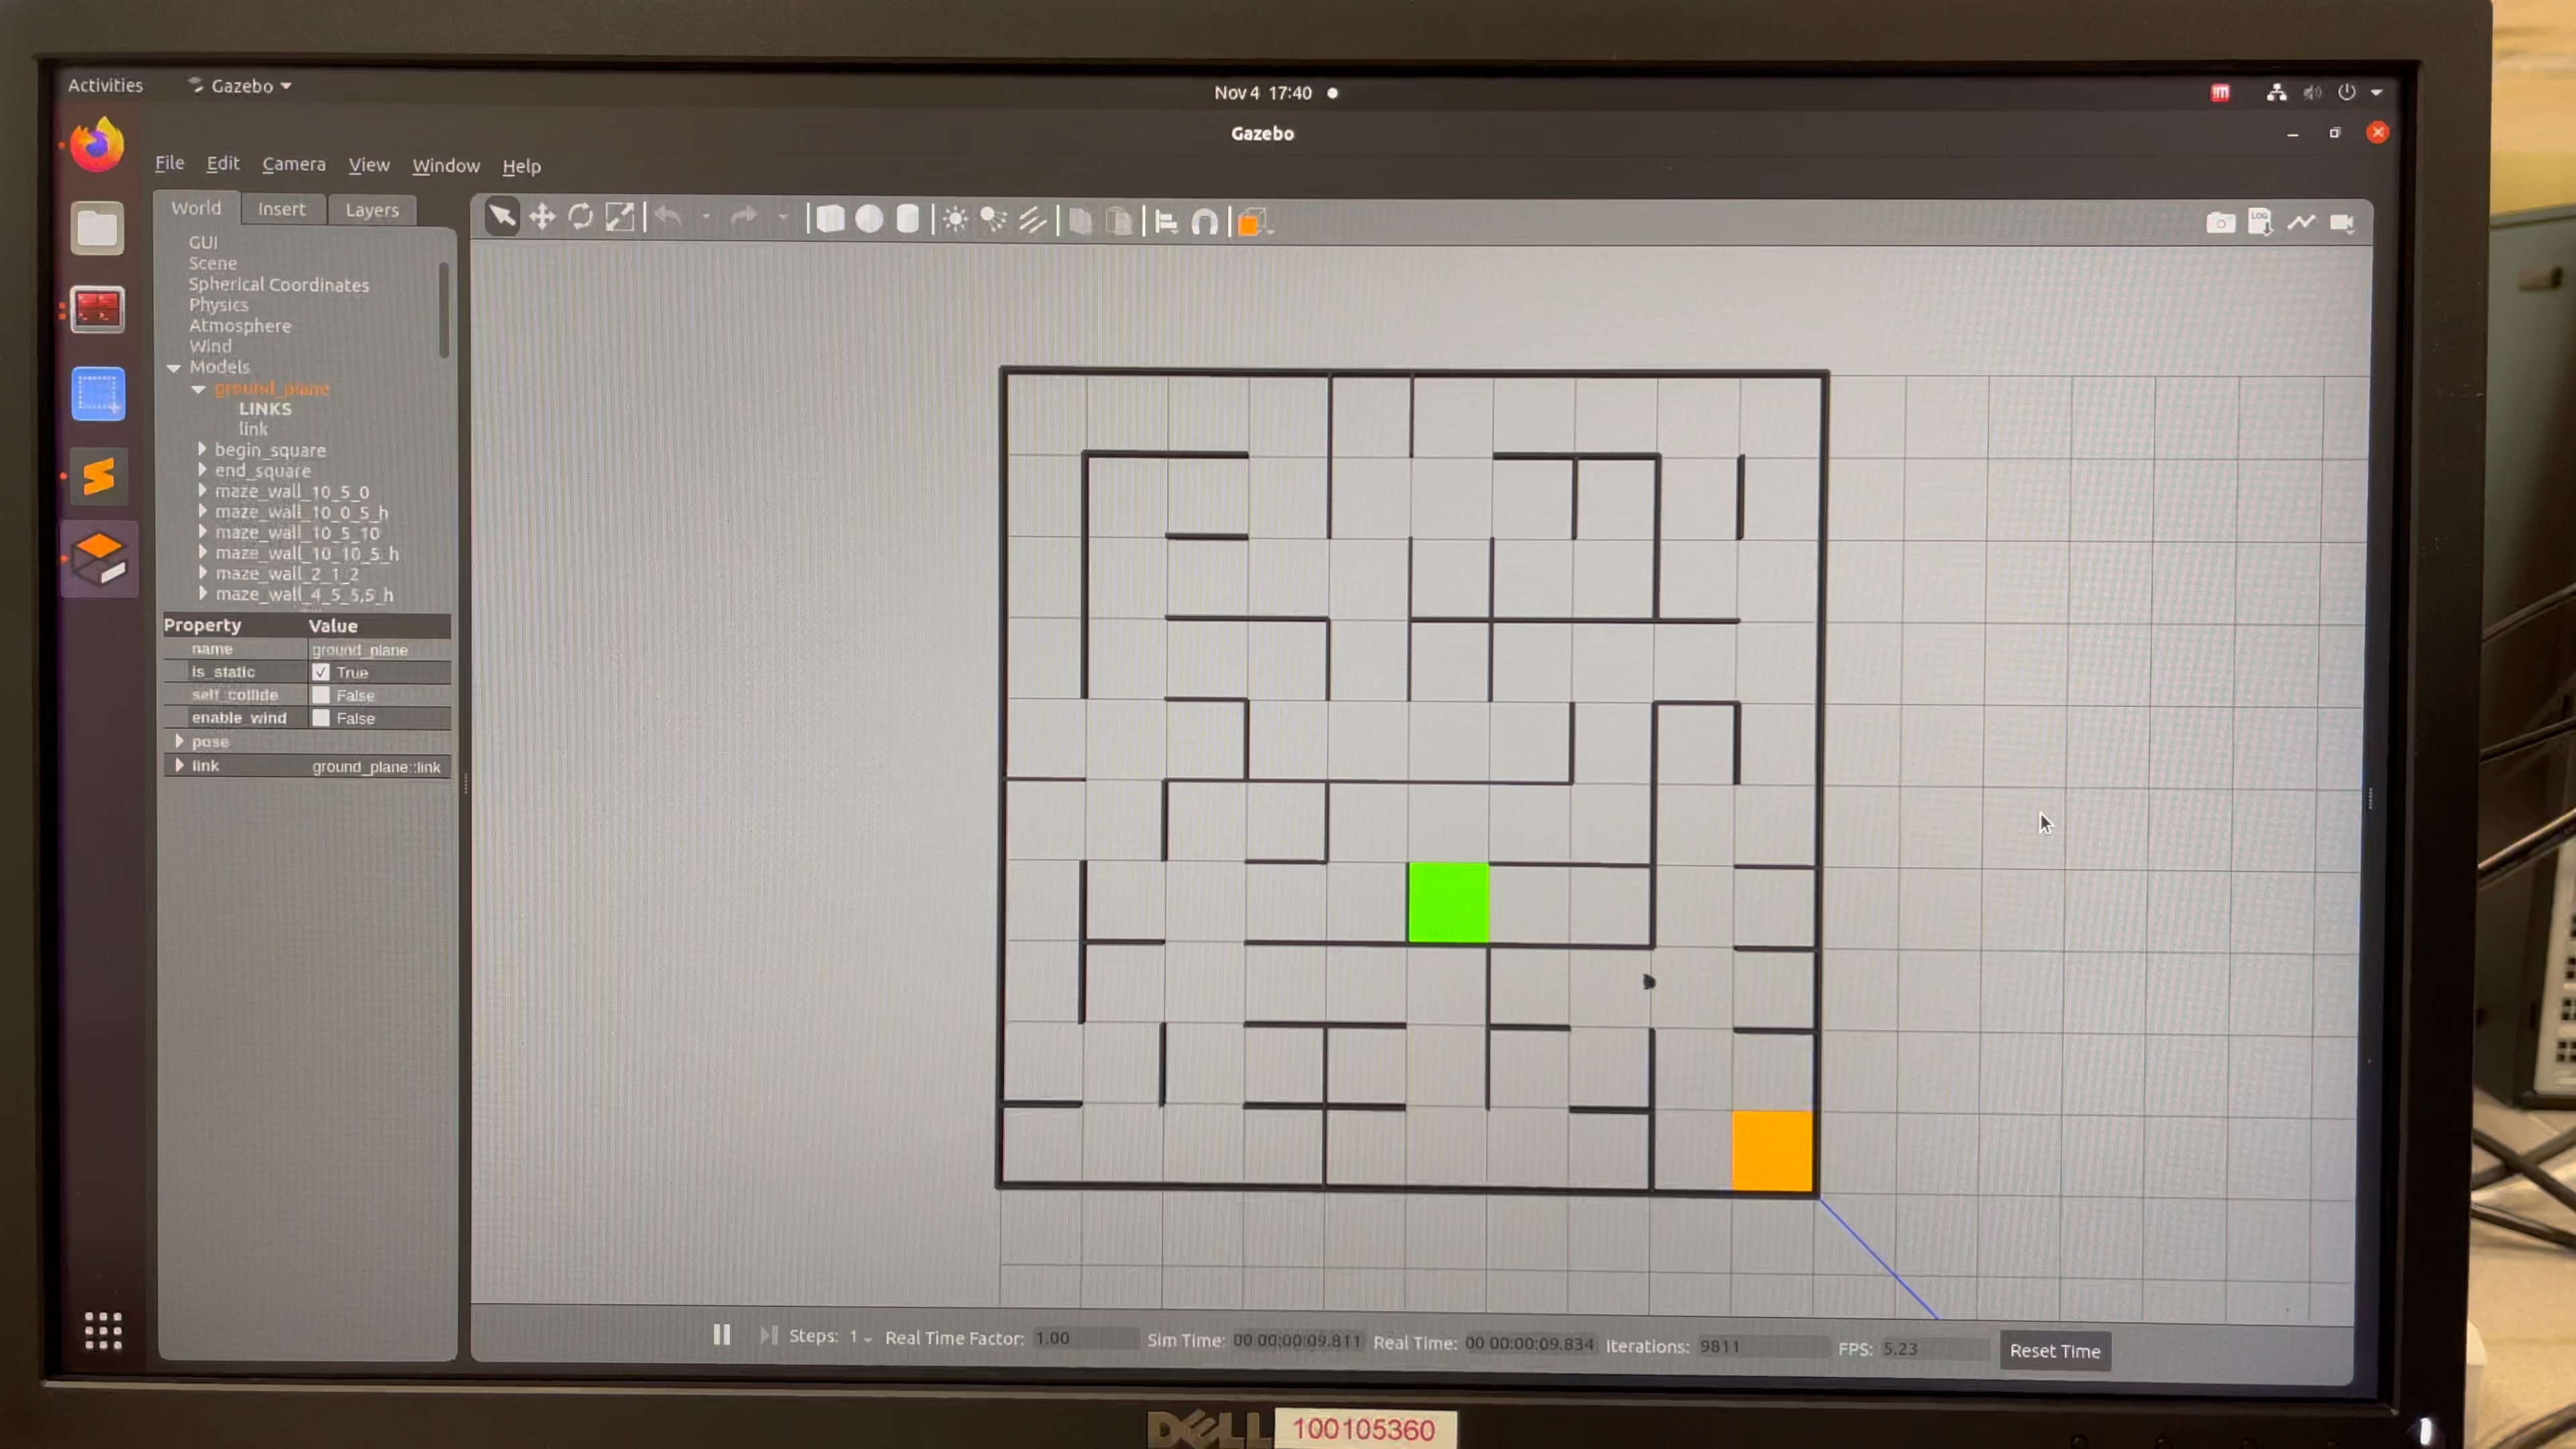 Activities
Gazebo
Nov 4 17:40
Gazebo
File Edit Camera View Window Help
World Insert Layers
GUI
Scene
Spherical Coordinates
Physics
Atmosphere
Wind
Models
ground_plane
LINKS
link
begin_square
end_square
maze_wall_10_5_0
maze_wall_10_0_5_h
maze_wall_10_5_10
maze_wall_10_10_5_h
maze_wall_2_1_2
maze_wall_4_5_5,5_h
Property Value
name ground_plane
is_static True
self_collide False
enable_wind False
pose
link ground_plane::link
LOG
Steps: 1 Real Time Factor: 1.00 Sim Time: 00 00:00:09.811 Real Time: 00 00:00:09.834 Iterations: 9811 FPS: 5.23 Reset Time
DELL
100105360